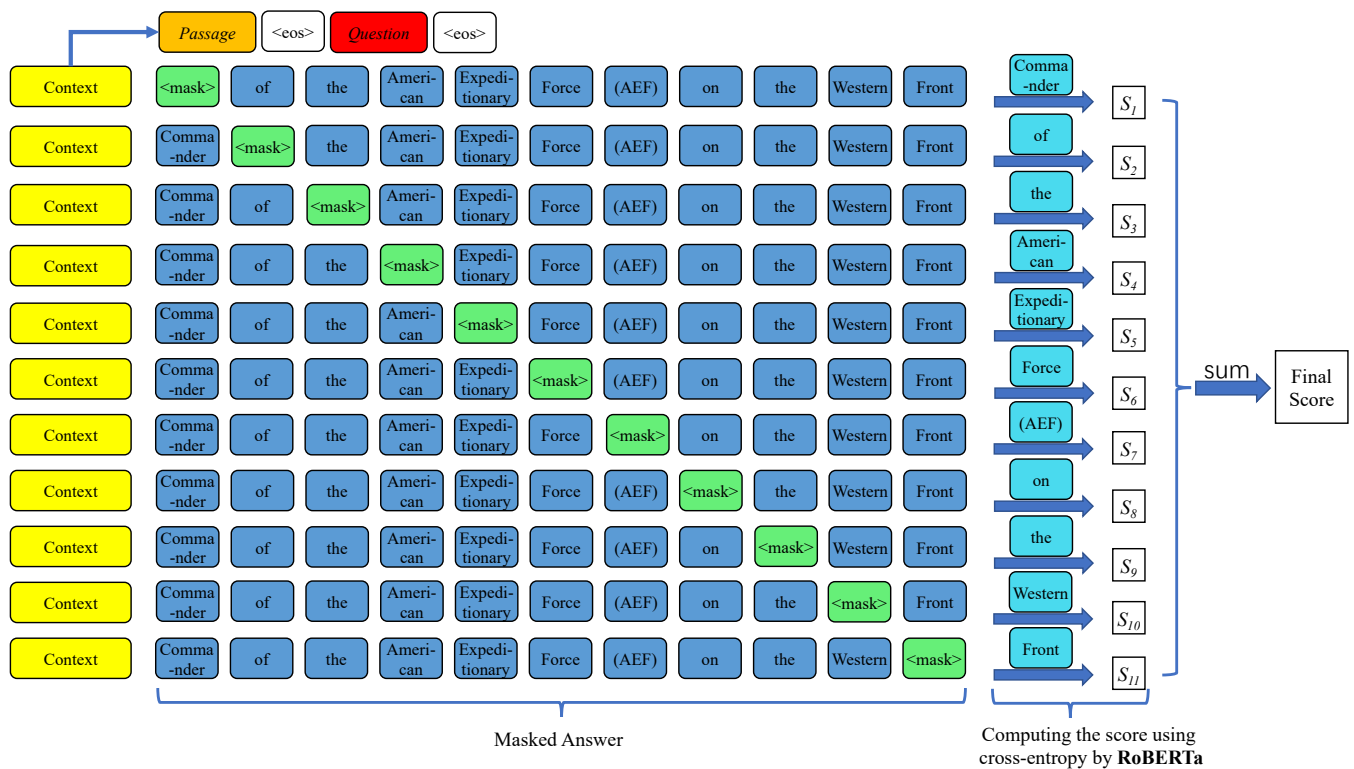 Passage <eos> Question <eos>
Context <mask> of the Ameri-can Expedi-tionary Force (AEF) on the Western Front Comma-nder S1
Context Comma-nder <mask> the Ameri-can Expedi-tionary Force (AEF) on the Western Front of S2
Context Comma-nder of <mask> Ameri-can Expedi-tionary Force (AEF) on the Western Front the S3
Context Comma-nder of the <mask> Expedi-tionary Force (AEF) on the Western Front Ameri-can S4
Context Comma-nder of the Ameri-can <mask> Force (AEF) on the Western Front Expedi-tionary S5
Context Comma-nder of the Ameri-can Expedi-tionary <mask> (AEF) on the Western Front Force S6
Context Comma-nder of the Ameri-can Expedi-tionary Force <mask> on the Western Front (AEF) S7
Context Comma-nder of the Ameri-can Expedi-tionary Force (AEF) <mask> the Western Front on S8
Context Comma-nder of the Ameri-can Expedi-tionary Force (AEF) on <mask> Western Front the S9
Context Comma-nder of the Ameri-can Expedi-tionary Force (AEF) on the <mask> Front Western S10
Context Comma-nder of the Ameri-can Expedi-tionary Force (AEF) on the Western <mask> Front S11
sum
Final
Score
Masked Answer
Computing the score using
cross-entropy by RoBERTa